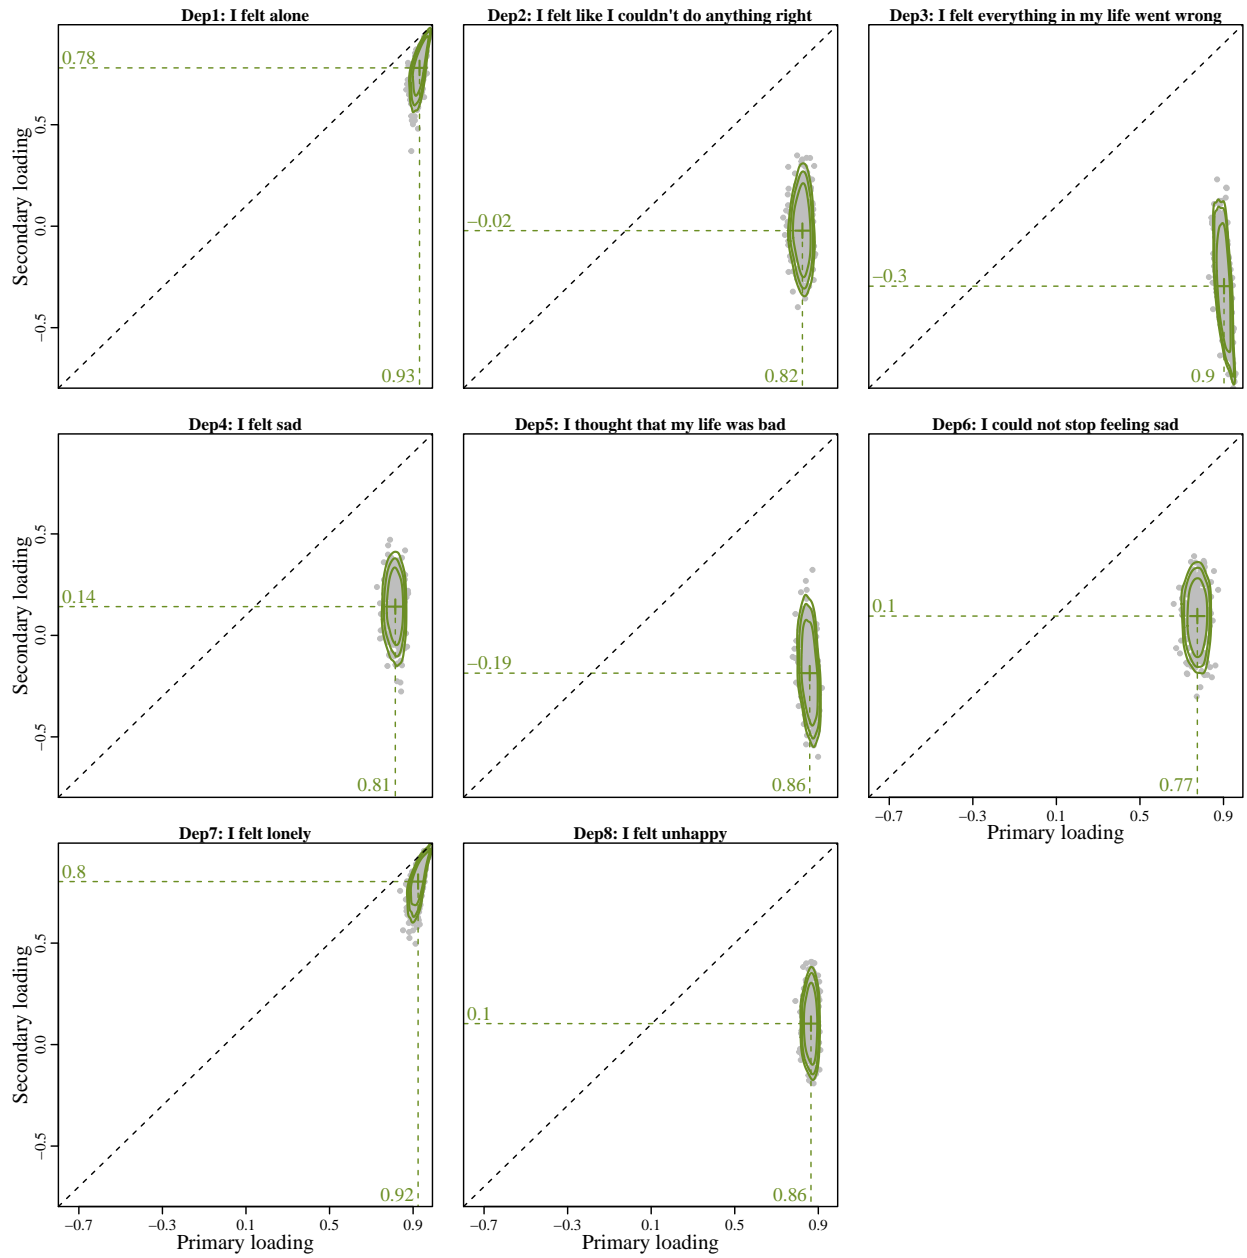 Dep1: I felt alone
Dep2: I felt like I couldn't do anything right
Dep3: I felt everything in my life went wrong
0.78
−0.02
−0.3
0.93
0.82
0.9
Secondary loading
0.5
0.0
−0.5
Dep4: I felt sad
Dep5: I thought that my life was bad
Dep6: I could not stop feeling sad
0.14
−0.19
0.1
0.81
0.86
0.77
Secondary loading
0.5
0.0
−0.5
−0.7 −0.3 0.1 0.5 0.9
Primary loading
Dep7: I felt lonely
Dep8: I felt unhappy
0.8
0.1
0.92
0.86
Secondary loading
0.5
0.0
−0.5
−0.7 −0.3 0.1 0.5 0.9
Primary loading
−0.7 −0.3 0.1 0.5 0.9
Primary loading